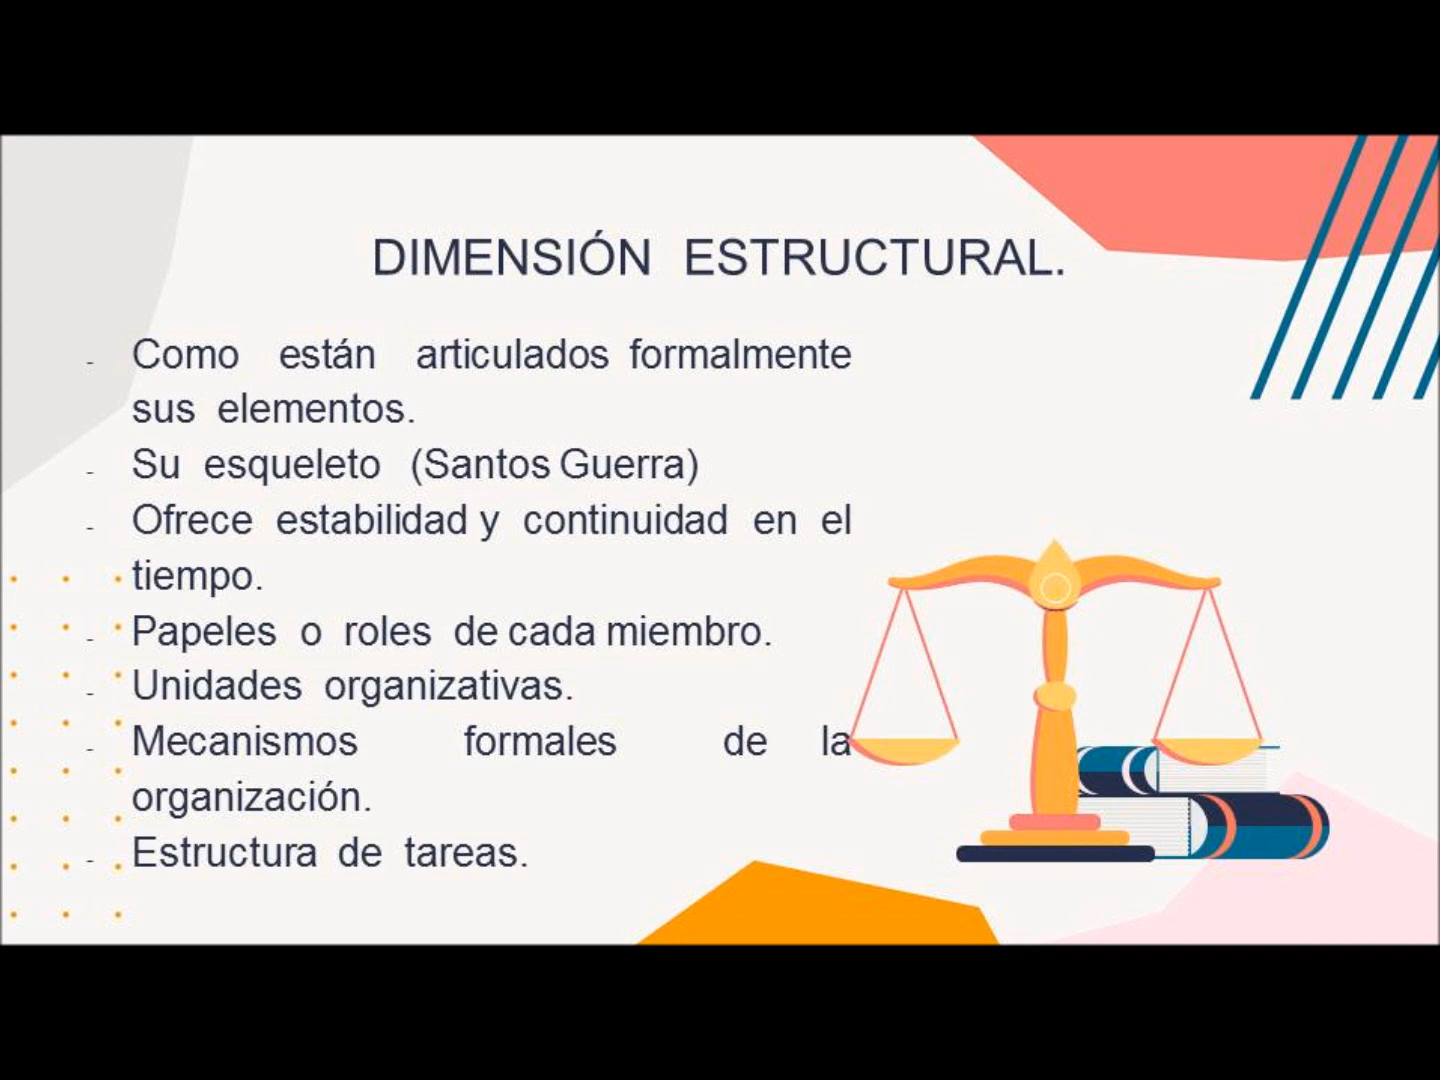 DIMENSIÓN ESTRUCTURAL.
- Como están articulados formalmente
sus elementos.
- Su esqueleto (Santos Guerra)
- Ofrece estabilidad y continuidad en el
tiempo.
- Papeles o roles de cada miembro.
- Unidades organizativas.
- Mecanismos formales de la
organización.
- Estructura de tareas.